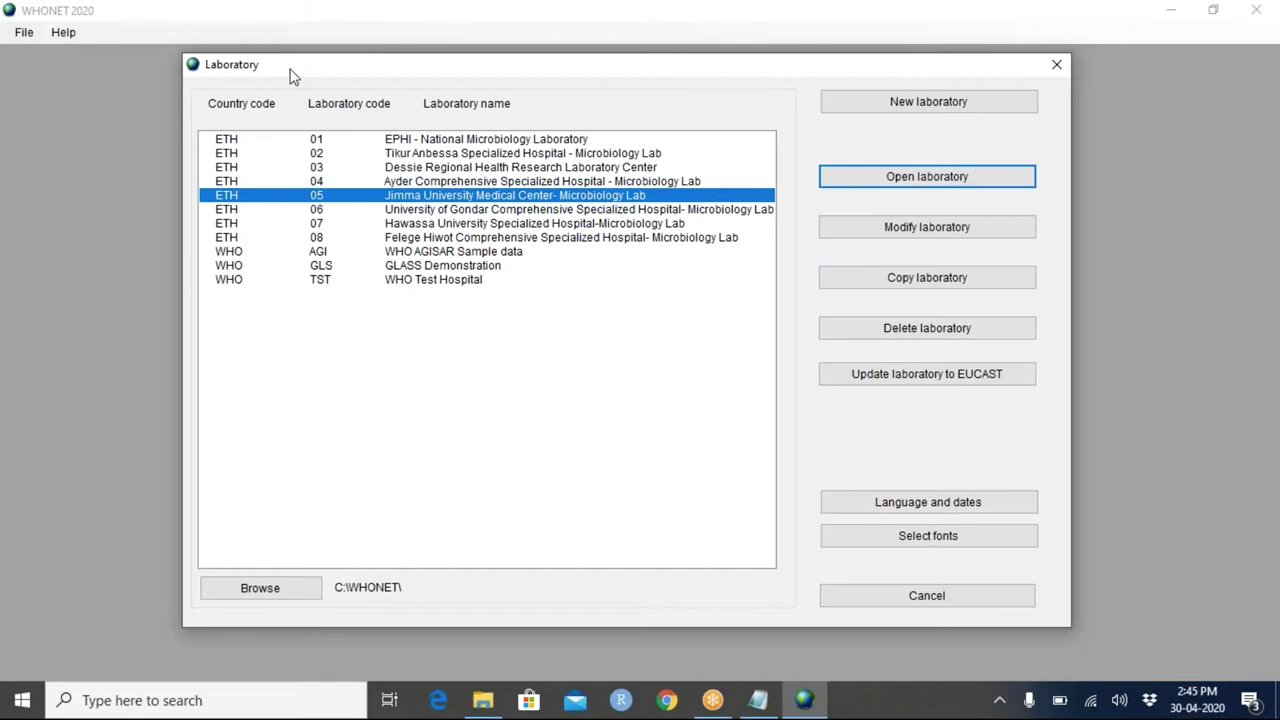 WHONET 2020
File Help
Laboratory
Country code Laboratory code Laboratory name
ETH 01 EPHI - National Microbiology Laboratory
ETH 02 Tikur Anbessa Specialized Hospital - Microbiology Lab
ETH 03 Dessie Regional Health Research Laboratory Center
ETH 04 Ayder Comprehensive Specialized Hospital - Microbiology Lab
ETH 05 Jimma University Medical Center- Microbiology Lab
ETH 06 University of Gondar Comprehensive Specialized Hospital- Microbiology Lab
ETH 07 Hawassa University Specialized Hospital-Microbiology Lab
ETH 08 Felege Hiwot Comprehensive Specialized Hospital- Microbiology Lab
WHO AGI WHO AGISAR Sample data
WHO GLS GLASS Demonstration
WHO TST WHO Test Hospital
Browse C:\WHONET\
New laboratory
Open laboratory
Modify laboratory
Copy laboratory
Delete laboratory
Update laboratory to EUCAST
Language and dates
Select fonts
Cancel
Type here to search
R
2:45 PM
30-04-2020
3